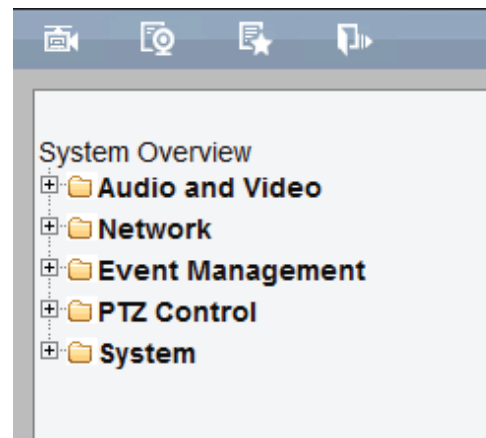 System Overview
Audio and Video
Network
Event Management
PTZ Control
System